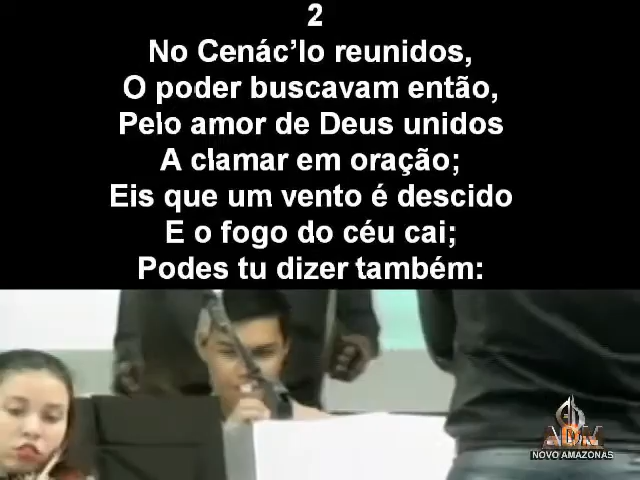 2
No Cenác’lo reunidos,
O poder buscavam então,
Pelo amor de Deus unidos
A clamar em oração;
Eis que um vento é descido
E o fogo do céu cai;
Podes tu dizer também:
ADM
NOVO AMAZONAS